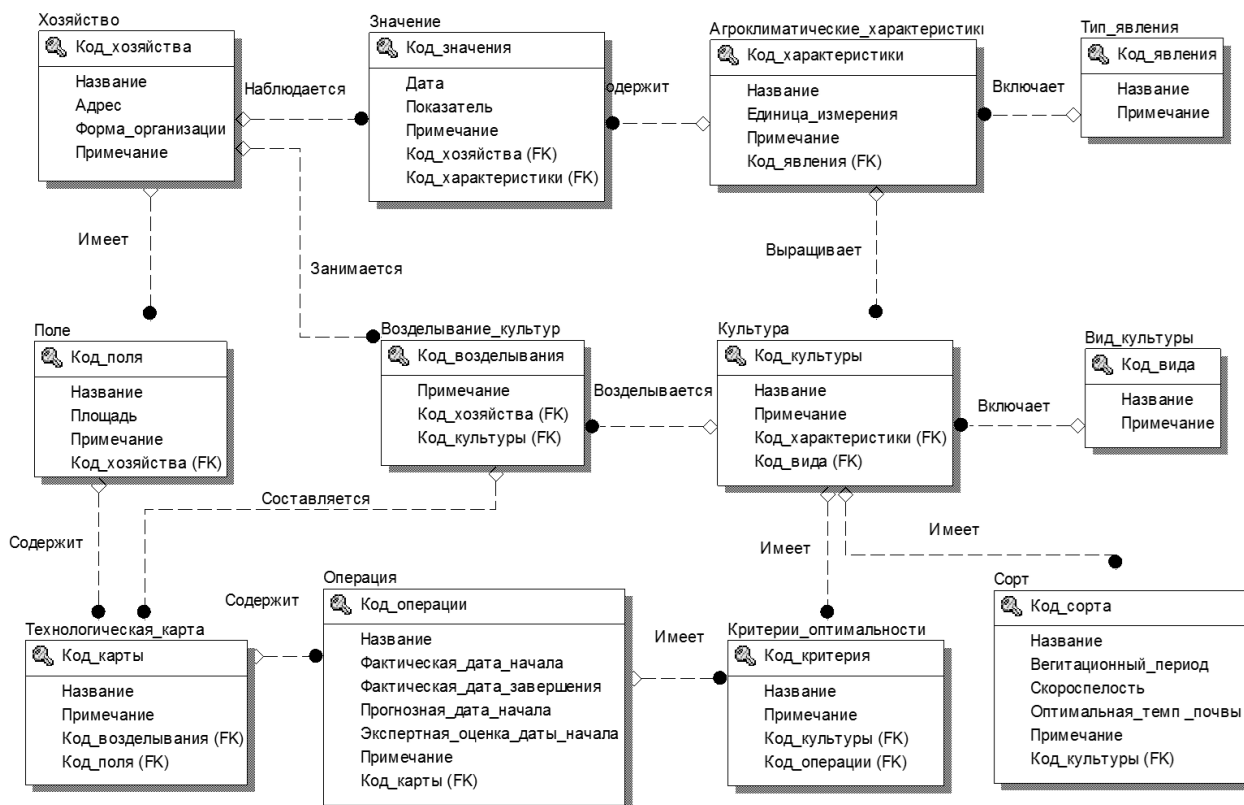 Хозяйство
Код_хозяйства
Название
Адрес
Форма_организации
Примечание
Наблюдается
Значение
Код_значения
Дата
Показатель
Примечание
Код_хозяйства (FK)
Код_характеристики (FK)
одержит
Агроклиматические_характеристики
Код_характеристики
Название
Единица_измерения
Примечание
Код_явления (FK)
Включает
Тип_явления
Код_явления
Название
Примечание
Имеет
Занимается
Выращивает
Поле
Код_поля
Название
Площадь
Примечание
Код_хозяйства (FK)
Возделывание_культур
Код_возделывания
Примечание
Код_хозяйства (FK)
Код_культуры (FK)
Возделывается
Культура
Код_культуры
Название
Примечание
Код_характеристики (FK)
Код_вида (FK)
Включает
Вид_культуры
Код_вида
Название
Примечание
Содержит
Составляется
Имеет
Имеет
Технологическая_карта
Код_карты
Название
Примечание
Код_возделывания (FK)
Код_поля (FK)
Содержит
Операция
Код_операции
Название
Фактическая_дата_начала
Фактическая_дата_завершения
Прогнозная_дата_начала
Экспертная_оценка_даты_начала
Примечание
Код_карты (FK)
Имеет
Критерии_оптимальности
Код_критерия
Название
Примечание
Код_культуры (FK)
Код_операции (FK)
Сорт
Код_сорта
Название
Вегитационный_период
Скороспелость
Оптимальная_темп _почвы
Примечание
Код_культуры (FK)